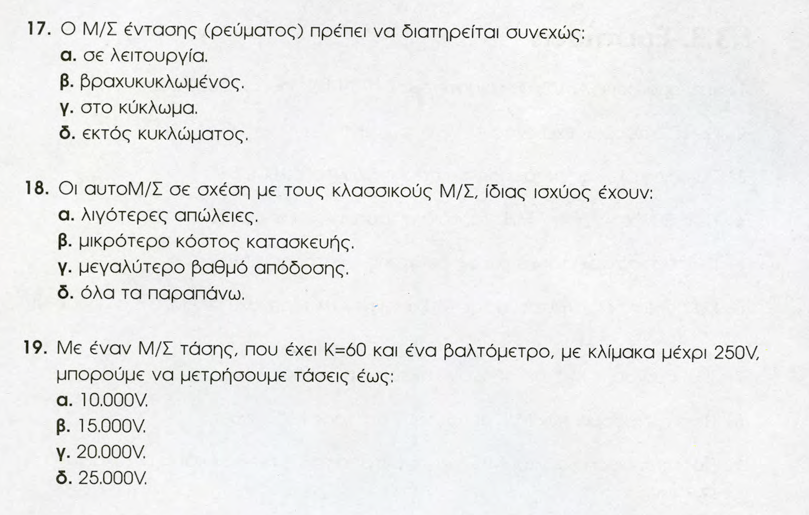 17. Ο Μ/Σ έντασης (ρεύματος) πρέπει να διατηρείται συνεχώς:
α. σε λειτουργία.
β. βραχυκυκλωμένος.
γ. στο κύκλωμα.
δ. εκτός κυκλώματος.
18. Οι αυτοΜ/Σ σε σχέση με τους κλασσικούς Μ/Σ, ίδιας ισχύος έχουν:
α. λιγότερες απώλειες.
β. μικρότερο κόστος κατασκευής.
γ. μεγαλύτερο βαθμό απόδοσης.
δ. όλα τα παραπάνω.
19. Με έναν Μ/Σ τάσης, που έχει Κ=60 και ένα βαλτόμετρο, με κλίμακα μέχρι 250V,
μπορούμε να μετρήσουμε τάσεις έως:
α. 10.000V.
β. 15.000V.
γ. 20.000V.
δ. 25.000V.